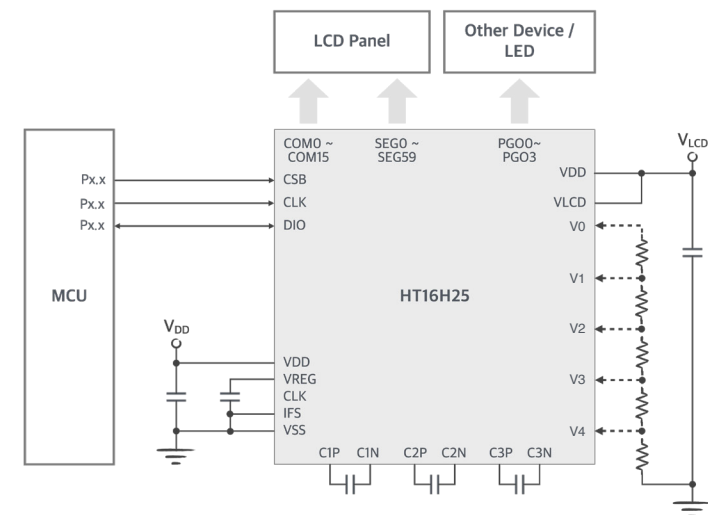 LCD Panel
Other Device /
LED
COM0 ~
COM15
SEG0 ~
SEG59
PGO0~
PGO3
VLCD
Px.x
CSB
VDD
Px.x
CLK
VLCD
Px.x
DIO
V0
V1
MCU
HT16H25
V2
VDD
VDD
VREG
V3
CLK
IFS
VSS
V4
C1P
C1N
C2P
C2N
C3P
C3N